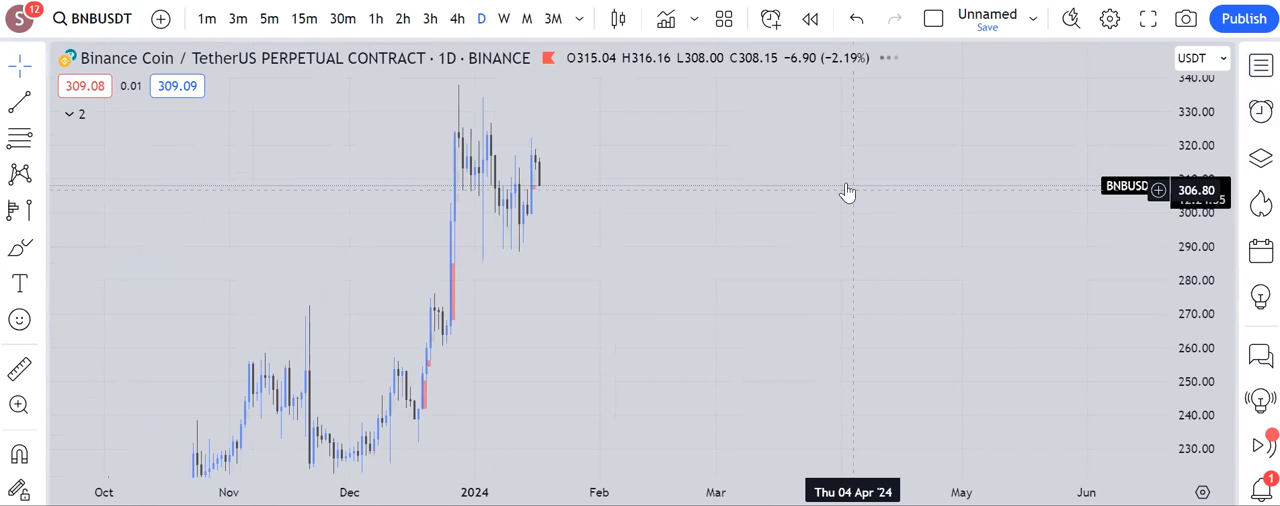 S 12 BNBUSDT 1m 3m 5m 15m 30m 1h 2h 3h 4h D W M 3M Unnamed Save Publish
Binance Coin / TetherUS PERPETUAL CONTRACT · 1D · BINANCE O315.04 H316.16 L308.00 C308.15 −6.90 (−2.19%) USDT
309.08 0.01 309.09
2
340.00
330.00
320.00
BNBUSD 306.80
300.00
290.00
280.00
270.00
260.00
250.00
240.00
230.00
Oct Nov Dec 2024 Feb Mar Thu 04 Apr '24 May Jun
1